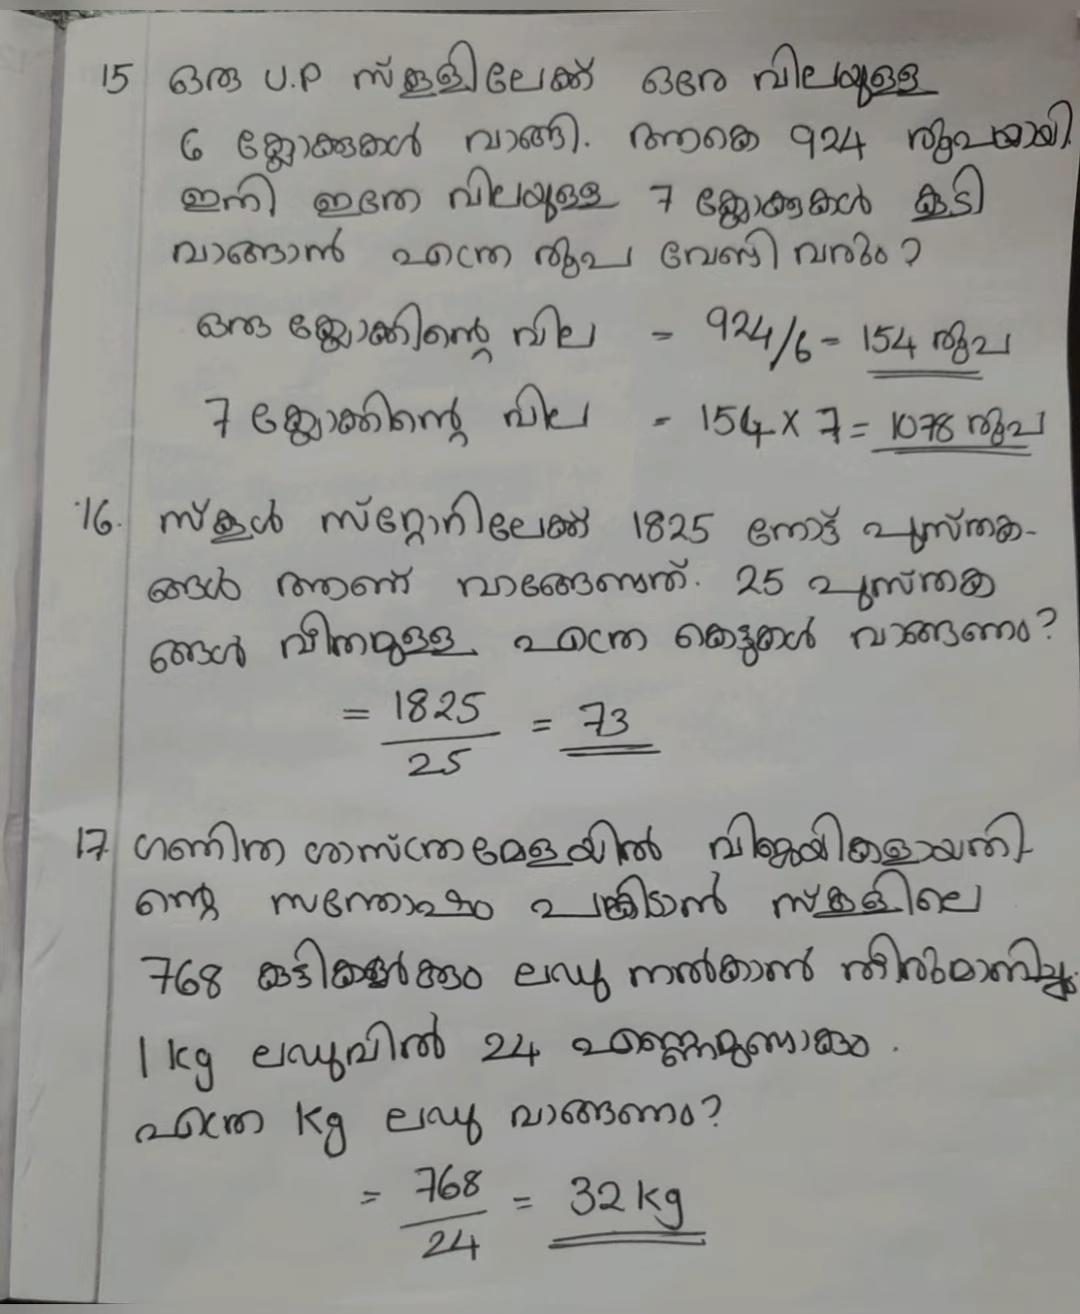 15 ഒരു U.P സ്കൂളിലേക്ക് ഒരേ വിലയുള്ള
6 ക്ലോക്കുകൾ വാങ്ങി. ആകെ 924 രൂപയായി.
ഇനി ഇതേ വിലയുള്ള 7 ക്ലോക്കുകൾ കൂടി
വാങ്ങാൻ എത്ര രൂപ വേണ്ടി വരും?
ഒരു ക്ലോക്കിന്റെ വില = 924/6 = 154 രൂപ
7 ക്ലോക്കിന്റെ വില = 154 x 7 = 1078 രൂപ
16. സ്കൂൾ സ്റ്റോറിലേക്ക് 1825 നോട്ട് പുസ്തക-
ങ്ങൾ ആണ് വാങ്ങേണ്ടത്. 25 പുസ്തക
ങ്ങൾ വീതമുള്ള എത്ര കെട്ടുകൾ വാങ്ങണം?
= 1825 / 25 = 73
17 ഗണിത ശാസ്ത്രമേളയിൽ വിജയികളായതി-
ന്റെ സന്തോഷം പങ്കിടാൻ സ്കൂളിലെ
768 കുട്ടികൾക്കും ലഡു നൽകാൻ തീരുമാനിച്ചു.
1 kg ലഡുവിൽ 24 എണ്ണമുണ്ടാകും.
എത്ര kg ലഡു വാങ്ങണം?
= 768 / 24 = 32 kg